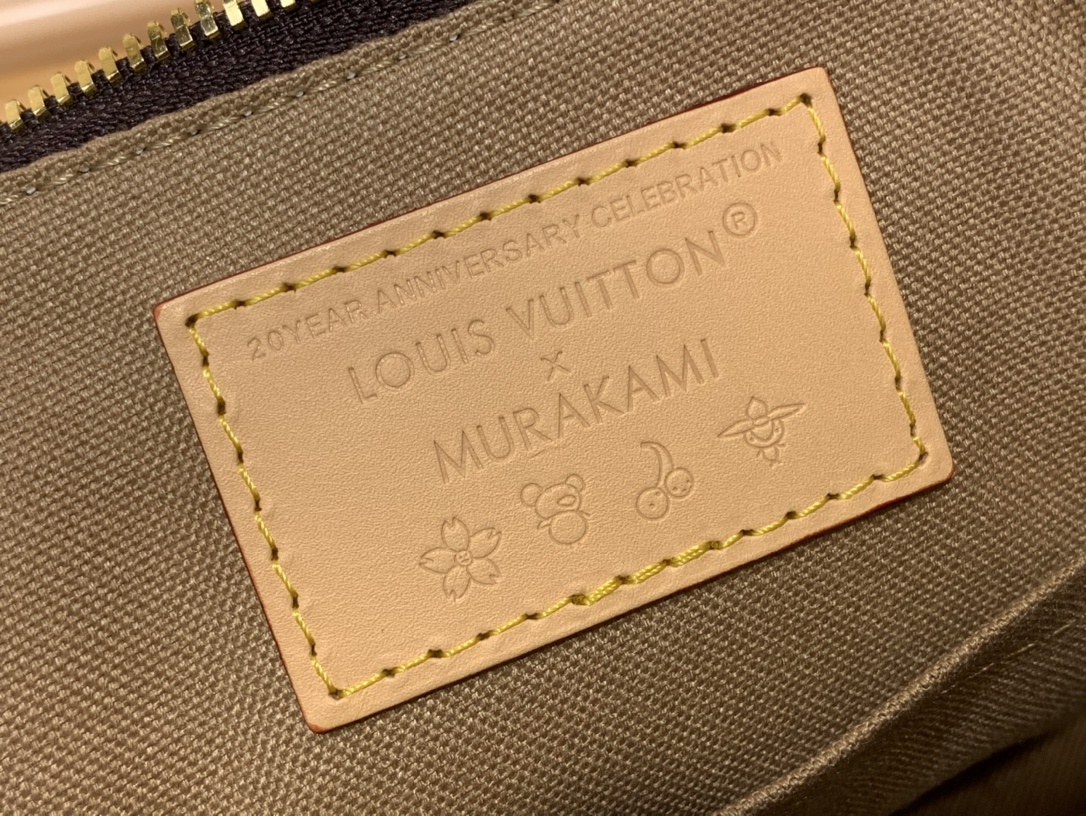 20YEAR ANNIVERSARY CELEBRATION
LOUIS VUITTON®
x
MURAKAMI